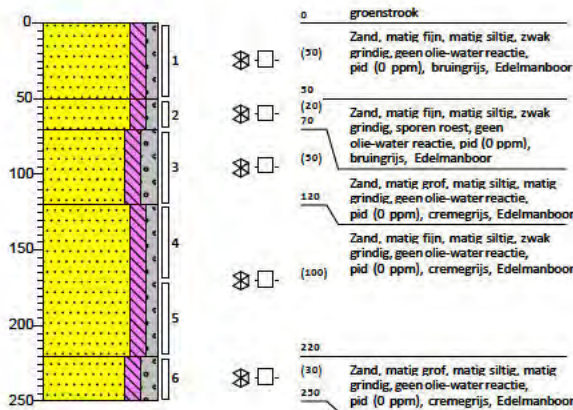 0
50
100
150
200
250
1
2
3
4
5
6
0 groenstrook
(50)
Zand, matig fijn, matig siltig, zwak
grindig, geen olie-water reactie,
pid (0 ppm), bruingrijs, Edelmanboor
50
(20)
70
Zand, matig fijn, matig siltig, zwak
grindig, sporen roest, geen
olie-water reactie, pid (0 ppm),
bruingrijs, Edelmanboor
(50)
120
Zand, matig grof, matig siltig, matig
grindig, geen olie-water reactie,
pid (0 ppm), cremegrijs, Edelmanboor
(100)
Zand, matig fijn, matig siltig, zwak
grindig, geen olie-water reactie,
pid (0 ppm), cremegrijs, Edelmanboor
220
(30)
250
Zand, matig grof, matig siltig, matig
grindig, geen olie-water reactie,
pid (0 ppm), cremegrijs, Edelmanboor